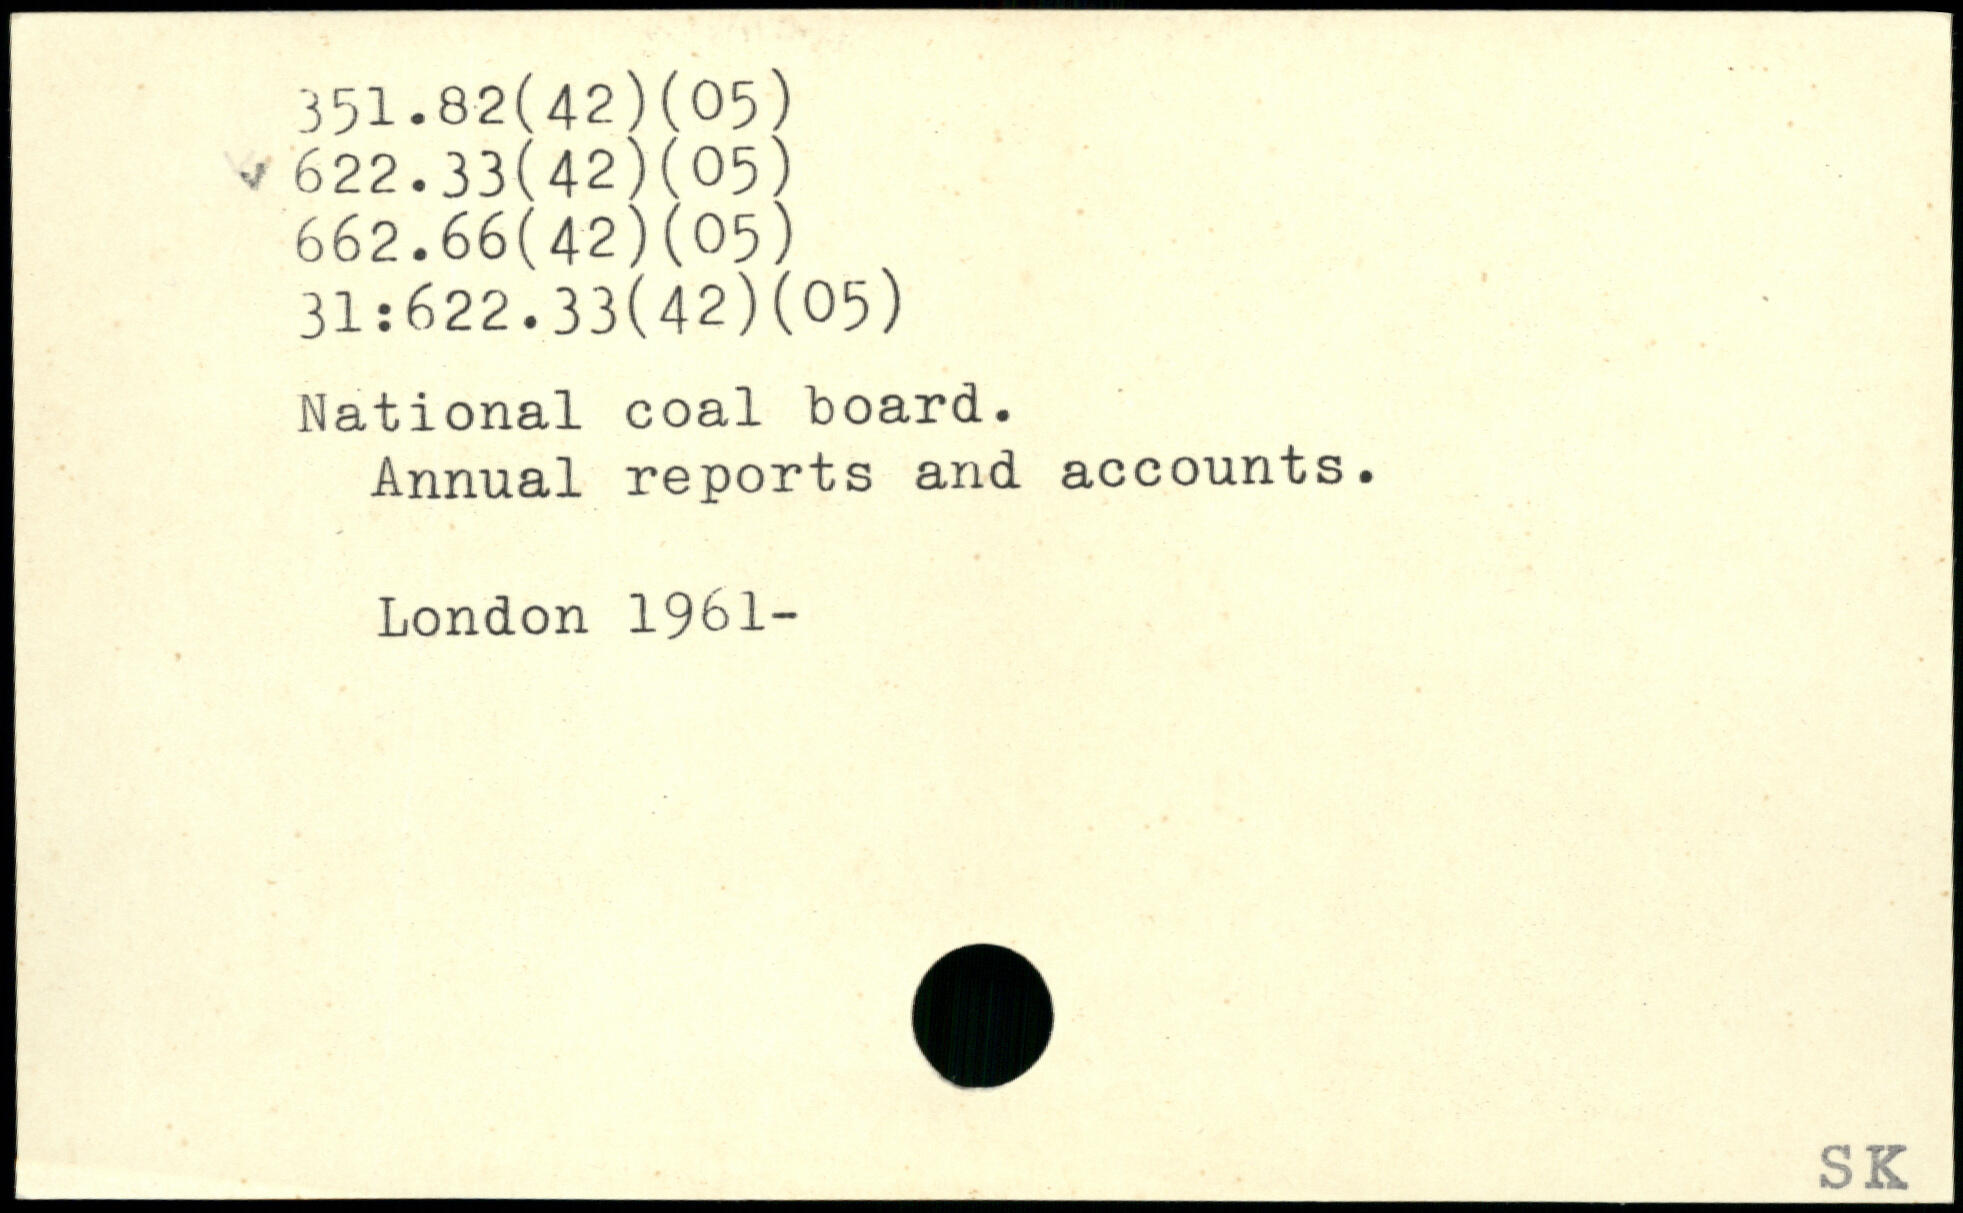 351.82(42)(05)
622.33(42)(05)
662.66(42)(05)
31:622.33(42)(05)
National coal board.
Annual reports and accounts.
London 1961-
SK